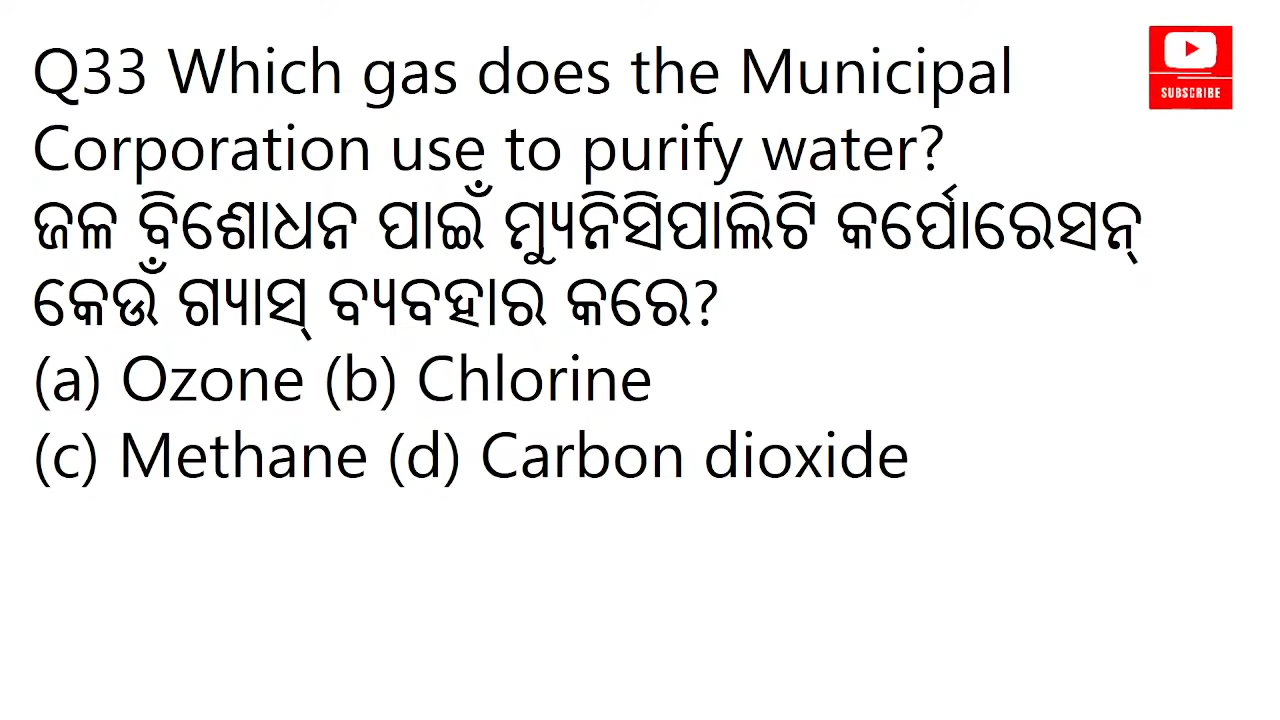 Q33 Which gas does the Municipal
Corporation use to purify water?
ଜଳ ବିଶୋଧନ ପାଇଁ ମ୍ୟୁନିସିପାଲିଟି କର୍ପୋରେସନ୍
କେଉଁ ଗ୍ୟାସ୍ ବ୍ୟବହାର କରେ?
(a) Ozone (b) Chlorine
(c) Methane (d) Carbon dioxide
SUBSCRIBE